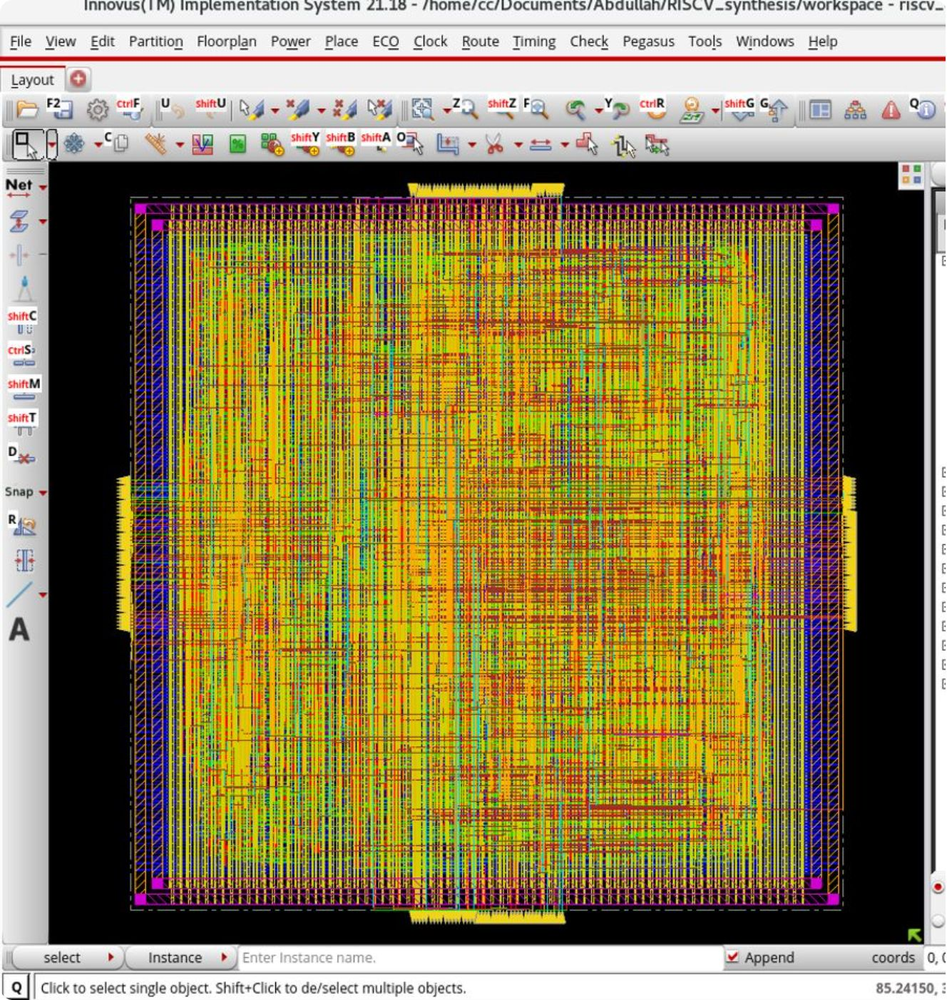 Innovus(TM) Implementation System 21.18 - /home/cc/Documents/Abdullah/RISCV_synthesis/workspace - riscv_
File View Edit Partition Floorplan Power Place ECO Clock Route Timing Check Pegasus Tools Windows Help
Layout
F2 CtrlF U ShiftU Z ShiftZ F Y CtrlR ShiftG G Q
C ShiftY ShiftB ShiftA O
Net
ShiftC
CtrlS
ShiftM
ShiftT
D
Snap
R
A
select Instance Enter Instance name. Append coords 0,
Q Click to select single object. Shift+Click to de/select multiple objects. 85.24150,